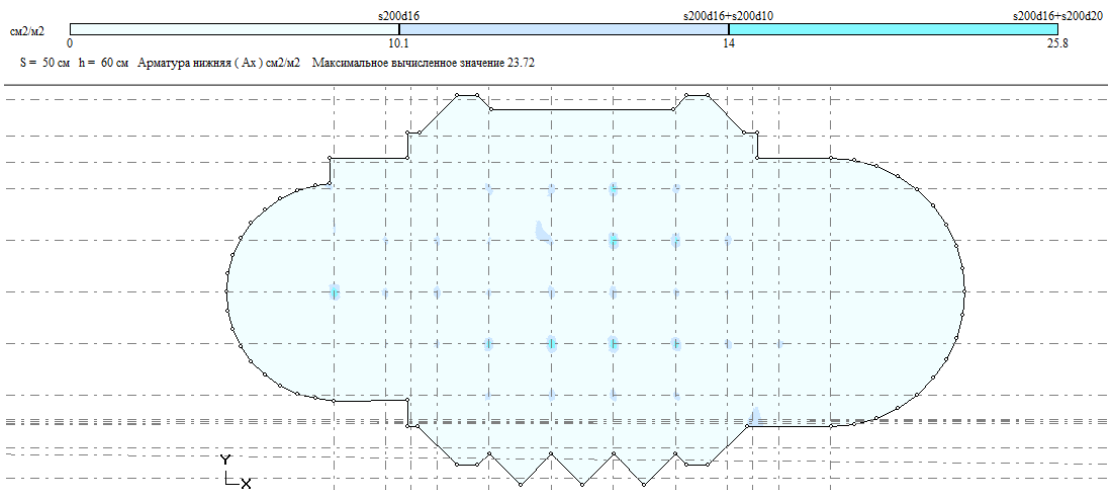 s200d16 s200d16+s200d10 s200d16+s200d20
см2/м2
0 10.1 14 25.8
S = 50 см h = 60 см Арматура нижняя ( Ax ) см2/м2 Максимальное вычисленное значение 23.72
Y
X